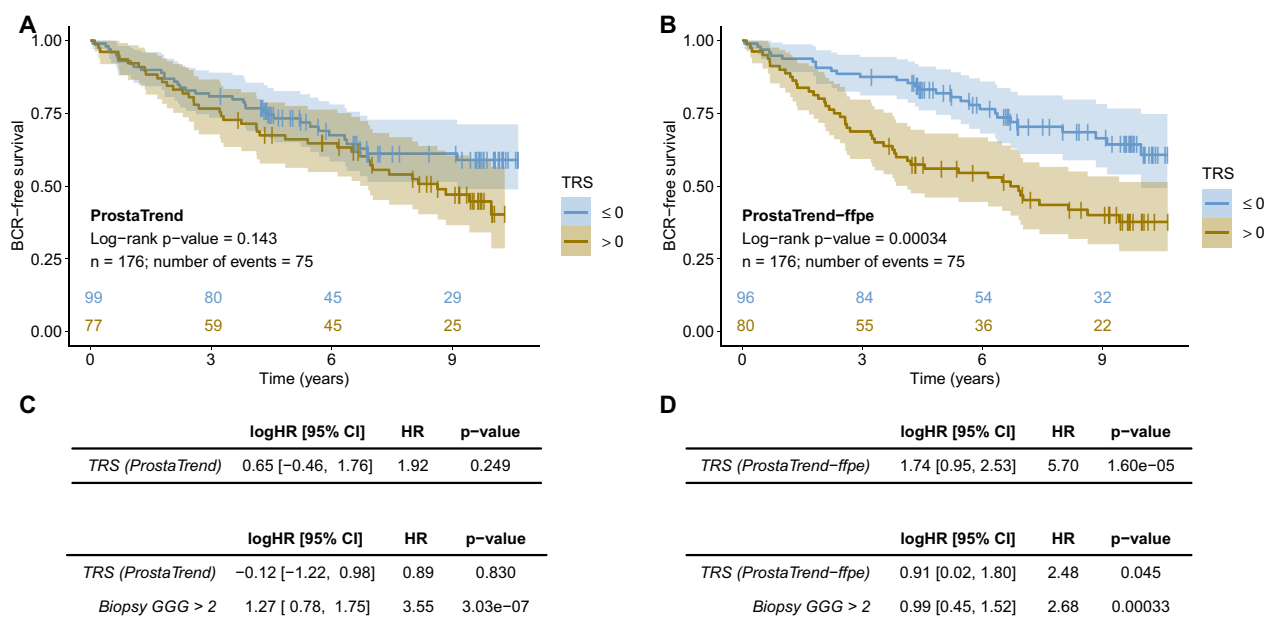 A
BCR−free survival
1.00
0.75
0.50
0.25
0.00
ProstaTrend
Log−rank p−value = 0.143
n = 176; number of events = 75
99 80 45 29
77 59 45 25
0 3 6 9
Time (years)
TRS
≤ 0
> 0
B
BCR−free survival
1.00
0.75
0.50
0.25
0.00
ProstaTrend−ffpe
Log−rank p−value = 0.00034
n = 176; number of events = 75
96 84 54 32
80 55 36 22
0 3 6 9
Time (years)
TRS
≤ 0
> 0
C
logHR [95% CI] HR p−value
TRS (ProstaTrend) 0.65 [−0.46, 1.76] 1.92 0.249
logHR [95% CI] HR p−value
TRS (ProstaTrend) −0.12 [−1.22, 0.98] 0.89 0.830
Biopsy GGG > 2 1.27 [ 0.78, 1.75] 3.55 3.03e−07
D
logHR [95% CI] HR p−value
TRS (ProstaTrend−ffpe) 1.74 [0.95, 2.53] 5.70 1.60e−05
logHR [95% CI] HR p−value
TRS (ProstaTrend−ffpe) 0.91 [0.02, 1.80] 2.48 0.045
Biopsy GGG > 2 0.99 [0.45, 1.52] 2.68 0.00033